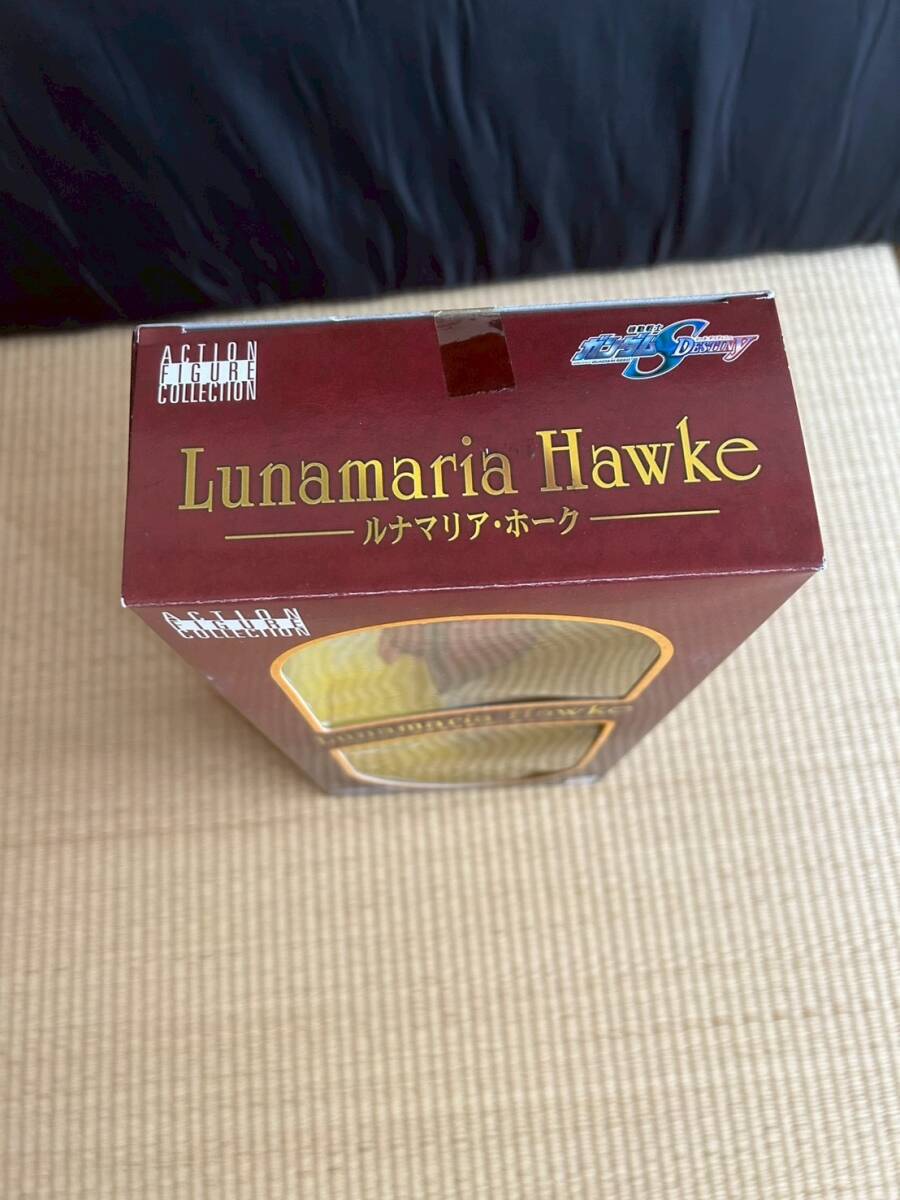 ACTION
FIGURE
COLLECTION
機動戦士
ガンダムSEED DESTINY
Lunamaria Hawke
ルナマリア・ホーク
ACTION
FIGURE
COLLECTION
Lunamaria Hawke